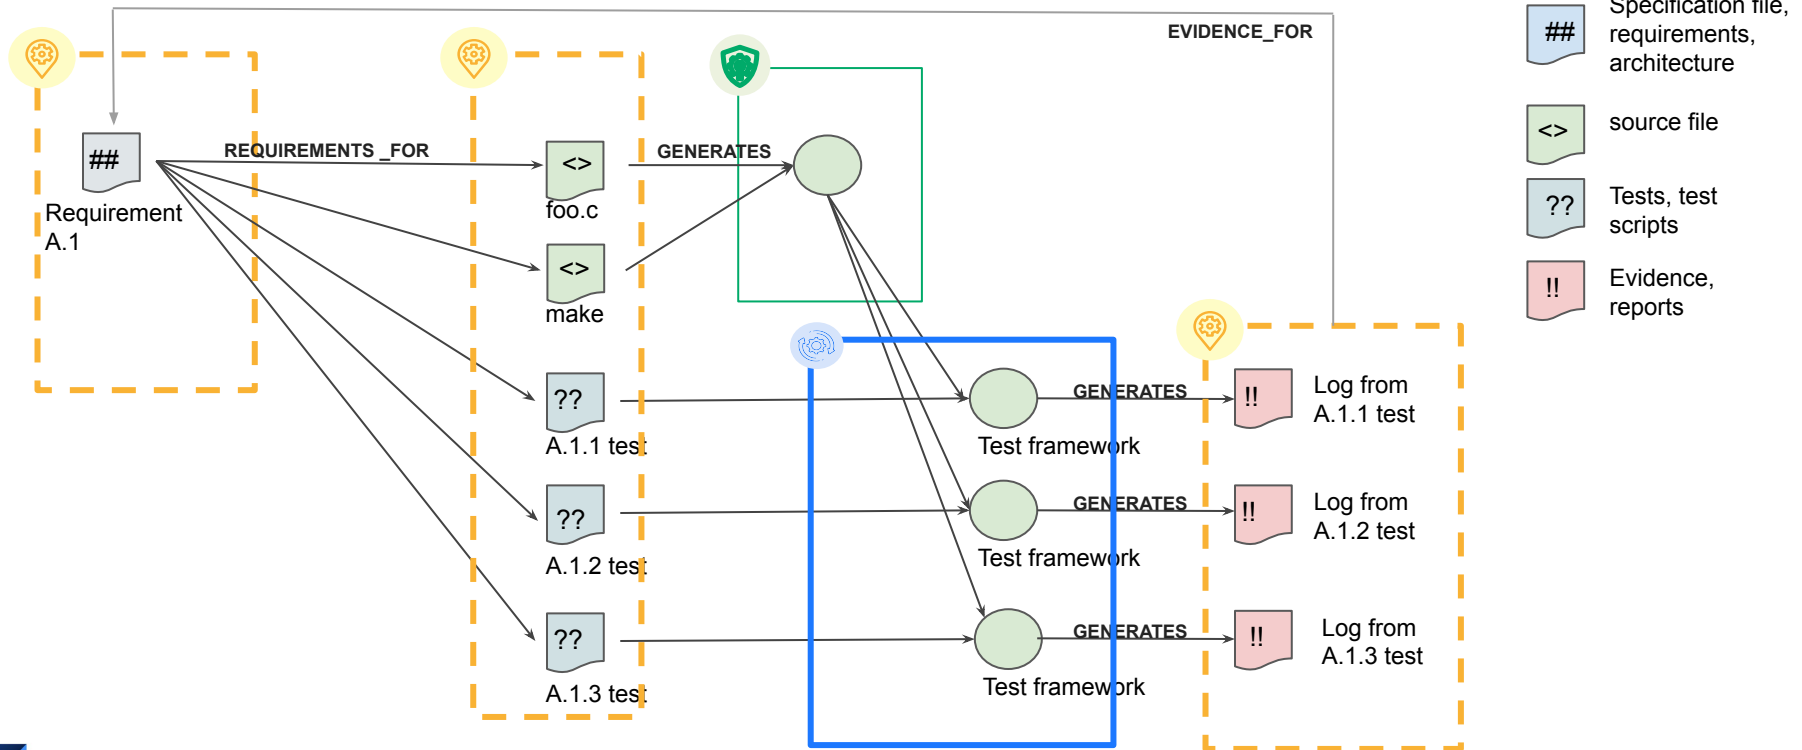 EVIDENCE_FOR
##
Requirement
A.1
REQUIREMENTS _FOR
<>
foo.c
GENERATES
<>
make
??
A.1.1 test
Test framework
GENERATES
!!
Log from
A.1.1 test
??
A.1.2 test
Test framework
GENERATES
!!
Log from
A.1.2 test
??
A.1.3 test
Test framework
GENERATES
!!
Log from
A.1.3 test
##
Specification file,
requirements,
architecture
<>
source file
??
Tests, test
scripts
!!
Evidence,
reports